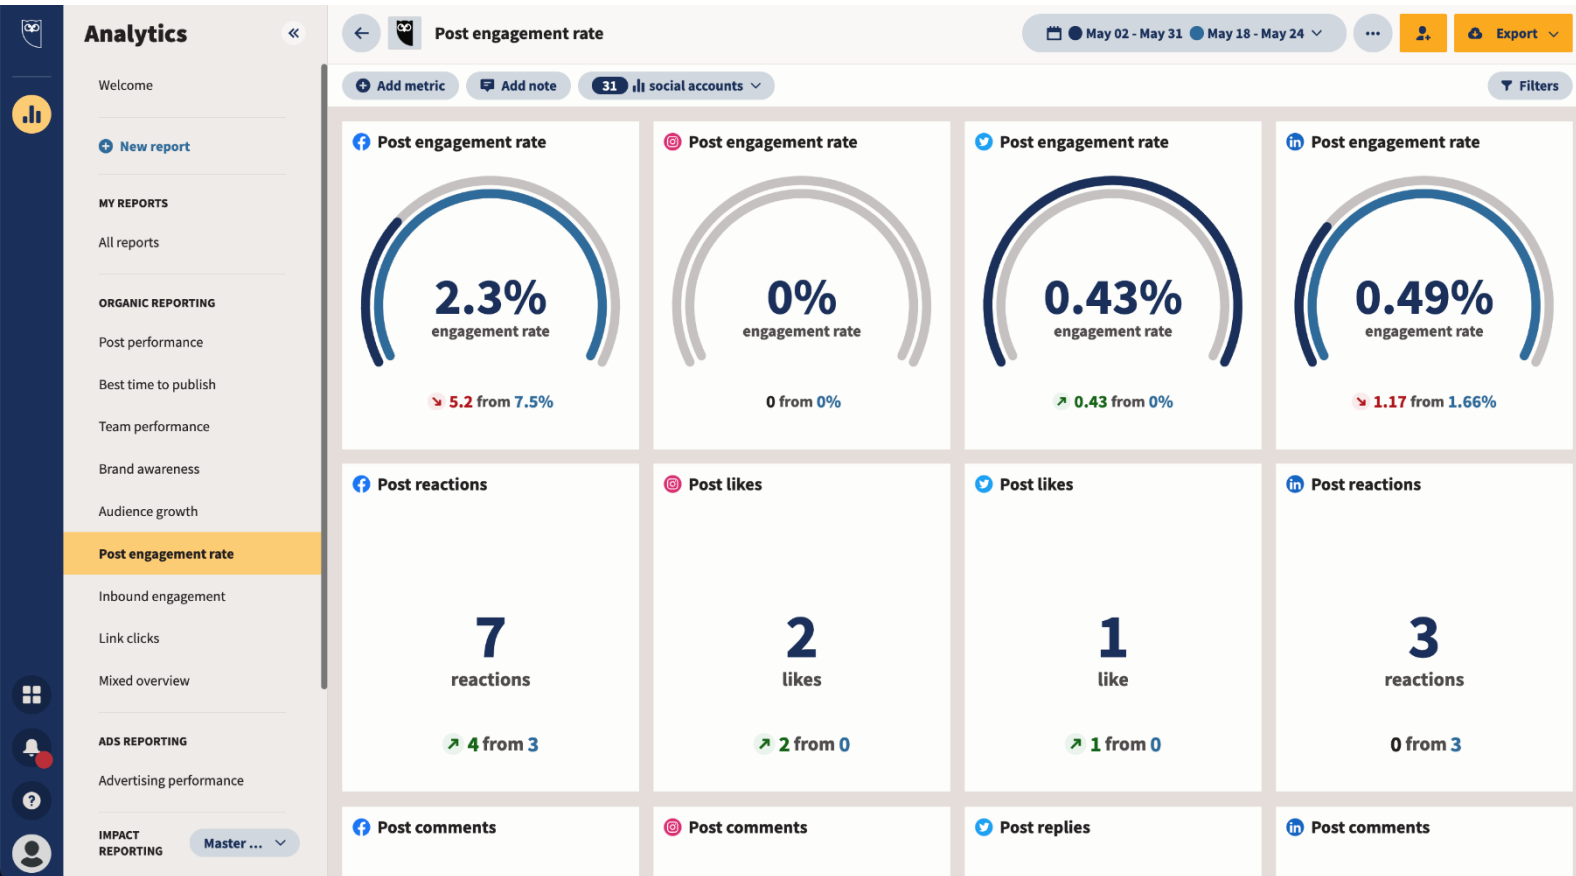 Analytics
«
Welcome
New report
MY REPORTS
All reports
ORGANIC REPORTING
Post performance
Best time to publish
Team performance
Brand awareness
Audience growth
Post engagement rate
Inbound engagement
Link clicks
Mixed overview
ADS REPORTING
Advertising performance
IMPACT
REPORTING
Master ...
Post engagement rate
May 02 - May 31 May 18 - May 24
Export
Add metric
Add note
31 social accounts
Filters
Post engagement rate
2.3%
engagement rate
5.2 from 7.5%
Post engagement rate
0%
engagement rate
0 from 0%
Post engagement rate
0.43%
engagement rate
0.43 from 0%
in Post engagement rate
0.49%
engagement rate
1.17 from 1.66%
Post reactions
7
reactions
4 from 3
Post likes
2
likes
2 from 0
Post likes
1
like
1 from 0
in Post reactions
3
reactions
0 from 3
Post comments
Post comments
Post replies
in Post comments